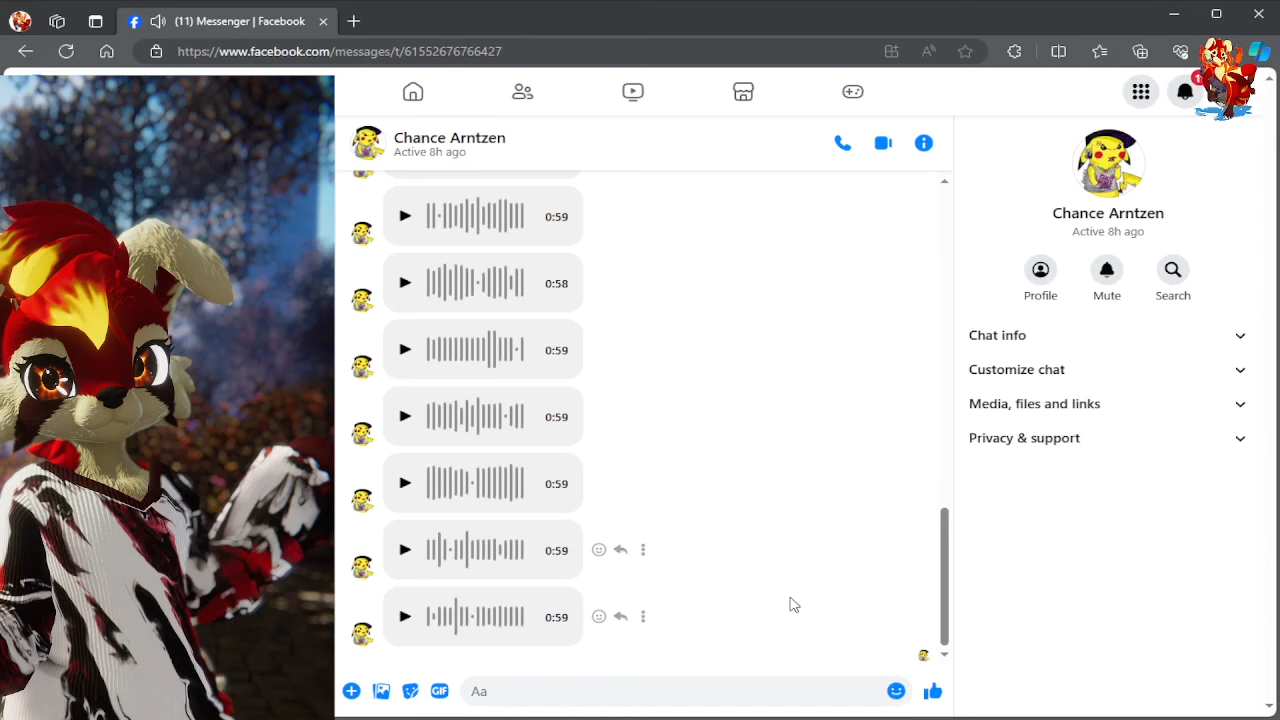 (11) Messenger | Facebook
https://www.facebook.com/messages/t/61552676766427
Chance Arntzen
Active 8h ago
0:59
0:58
0:59
0:59
0:59
0:59
0:59
GIF
Aa
Chance Arntzen
Active 8h ago
Profile
Mute
Search
Chat info
Customize chat
Media, files and links
Privacy & support